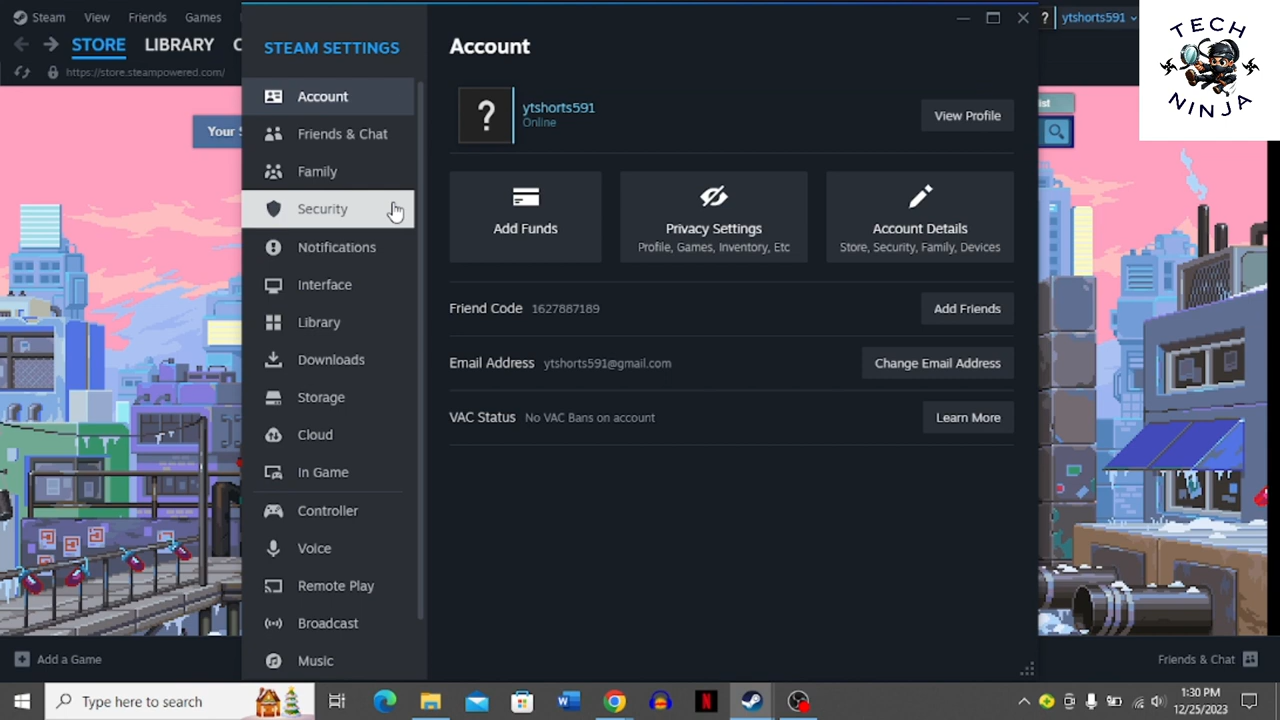 Steam View Friends Games
STORE LIBRARY C
https://store.steampowered.com/
Your S
STEAM SETTINGS
Account
Friends & Chat
Family
Security
Notifications
Interface
Library
Downloads
Storage
Cloud
In Game
Controller
Voice
Remote Play
Broadcast
Music
Account
?
ytshorts591
Online
View Profile
Add Funds
Privacy Settings
Profile, Games, Inventory, Etc
Account Details
Store, Security, Family, Devices
Friend Code 1627887189
Add Friends
Email Address ytshorts591@gmail.com
Change Email Address
VAC Status No VAC Bans on account
Learn More
? ytshorts591
TECH
NINJA
ist
Add a Game
Friends & Chat
Type here to search
1:30 PM
12/25/2023